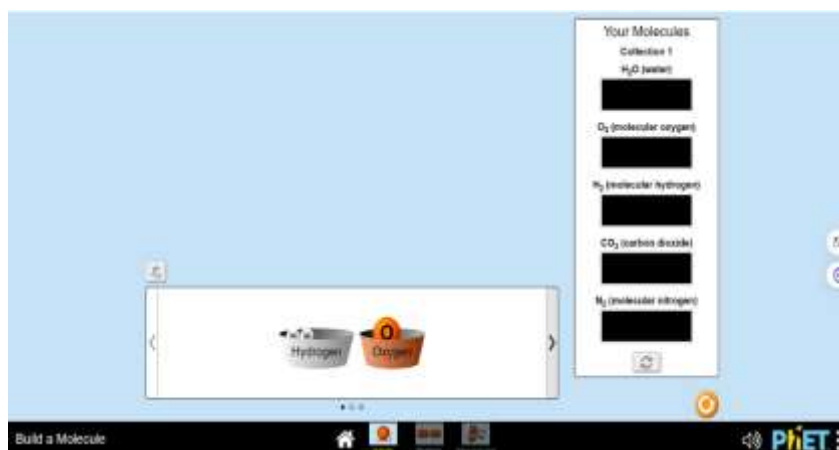 Your Molecules
Collection 1
H₂O (water)
O₂ (molecular oxygen)
H₂ (molecular hydrogen)
CO₂ (carbon dioxide)
N₂ (molecular nitrogen)
O
Hydrogen
Oxygen
Build a Molecule
PhET